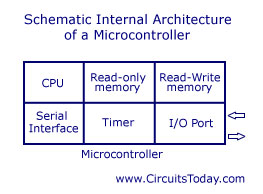 Schematic Internal Architecture
of a Microcontroller
CPU
Read-only
memory
Read-Write
memory
Serial
Interface
Timer
I/O Port
Microcontroller
www.CircuitsToday.com